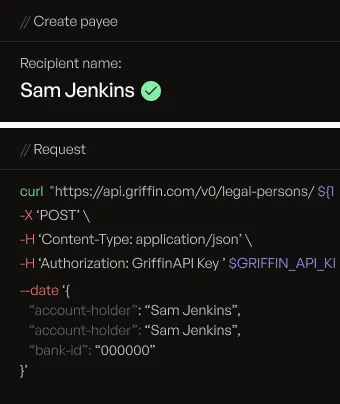 // Create payee
Recipient name:
Sam Jenkins
// Request
curl "https://api.griffin.com/v0/legal-persons/ ${1
-X ‘POST’ \
-H ‘Content-Type: application/json’ \
-H ‘Authorization: GriffinAPI Key ’ $GRIFFIN_API_KI
--date ‘{
“account-holder”: “Sam Jenkins”,
“account-holder”: “Sam Jenkins”,
“bank-id”: “000000”
}’